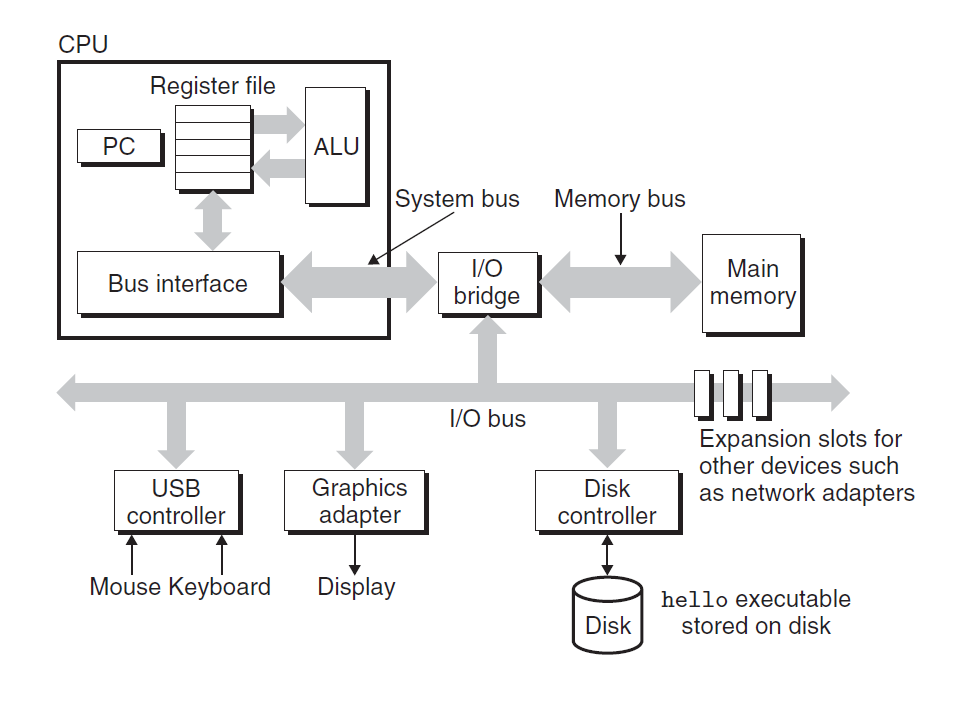 CPU
Register file
PC
ALU
System bus
Memory bus
Bus interface
I/O
bridge
Main
memory
I/O bus
Expansion slots for
other devices such
as network adapters
USB
controller
Graphics
adapter
Disk
controller
Mouse Keyboard
Display
Disk
hello executable
stored on disk